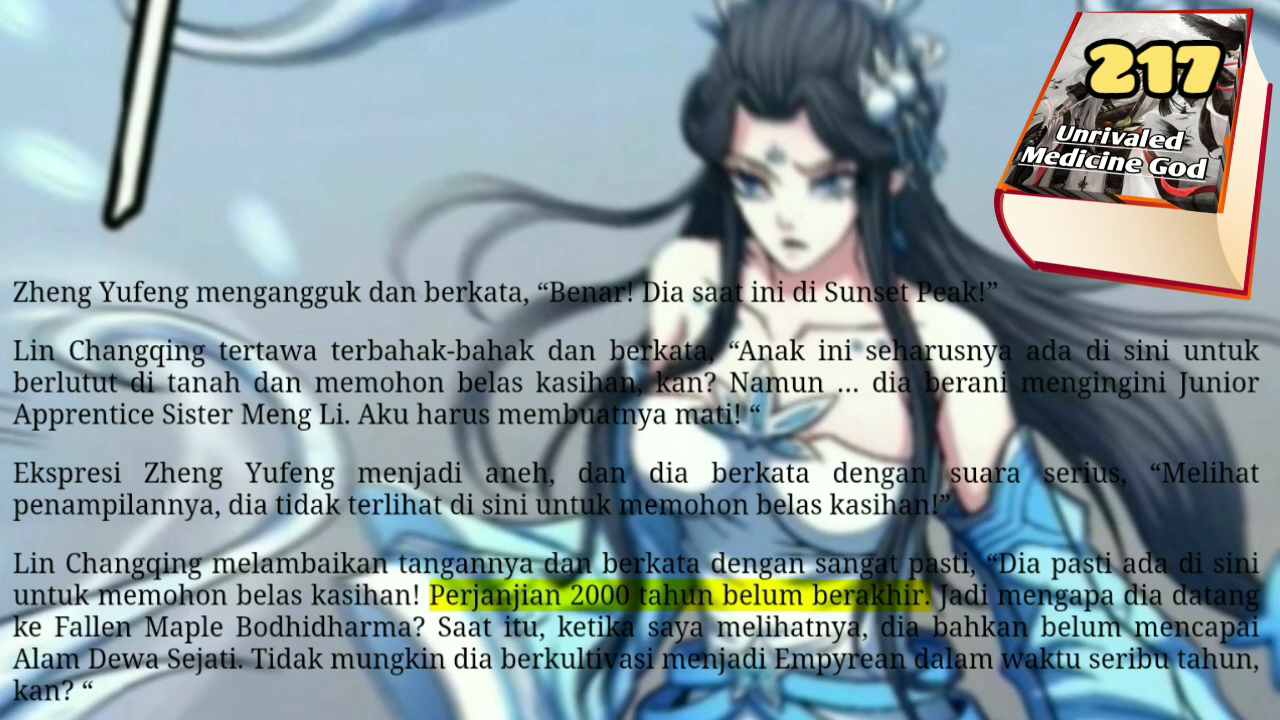 217
Unrivaled
Medicine God
Zheng Yufeng mengangguk dan berkata, “Benar! Dia saat ini di Sunset Peak!”
Lin Changqing tertawa terbahak-bahak dan berkata, “Anak ini seharusnya ada di sini untuk
berlutut di tanah dan memohon belas kasihan, kan? Namun ... dia berani mengingini Junior
Apprentice Sister Meng Li. Aku harus membuatnya mati! “
Ekspresi Zheng Yufeng menjadi aneh, dan dia berkata dengan suara serius, “Melihat
penampilannya, dia tidak terlihat di sini untuk memohon belas kasihan!”
Lin Changqing melambaikan tangannya dan berkata dengan sangat pasti, “Dia pasti ada di sini
untuk memohon belas kasihan! Perjanjian 2000 tahun belum berakhir. Jadi mengapa dia datang
ke Fallen Maple Bodhidharma? Saat itu, ketika saya melihatnya, dia bahkan belum mencapai
Alam Dewa Sejati. Tidak mungkin dia berkultivasi menjadi Empyrean dalam waktu seribu tahun,
kan? “